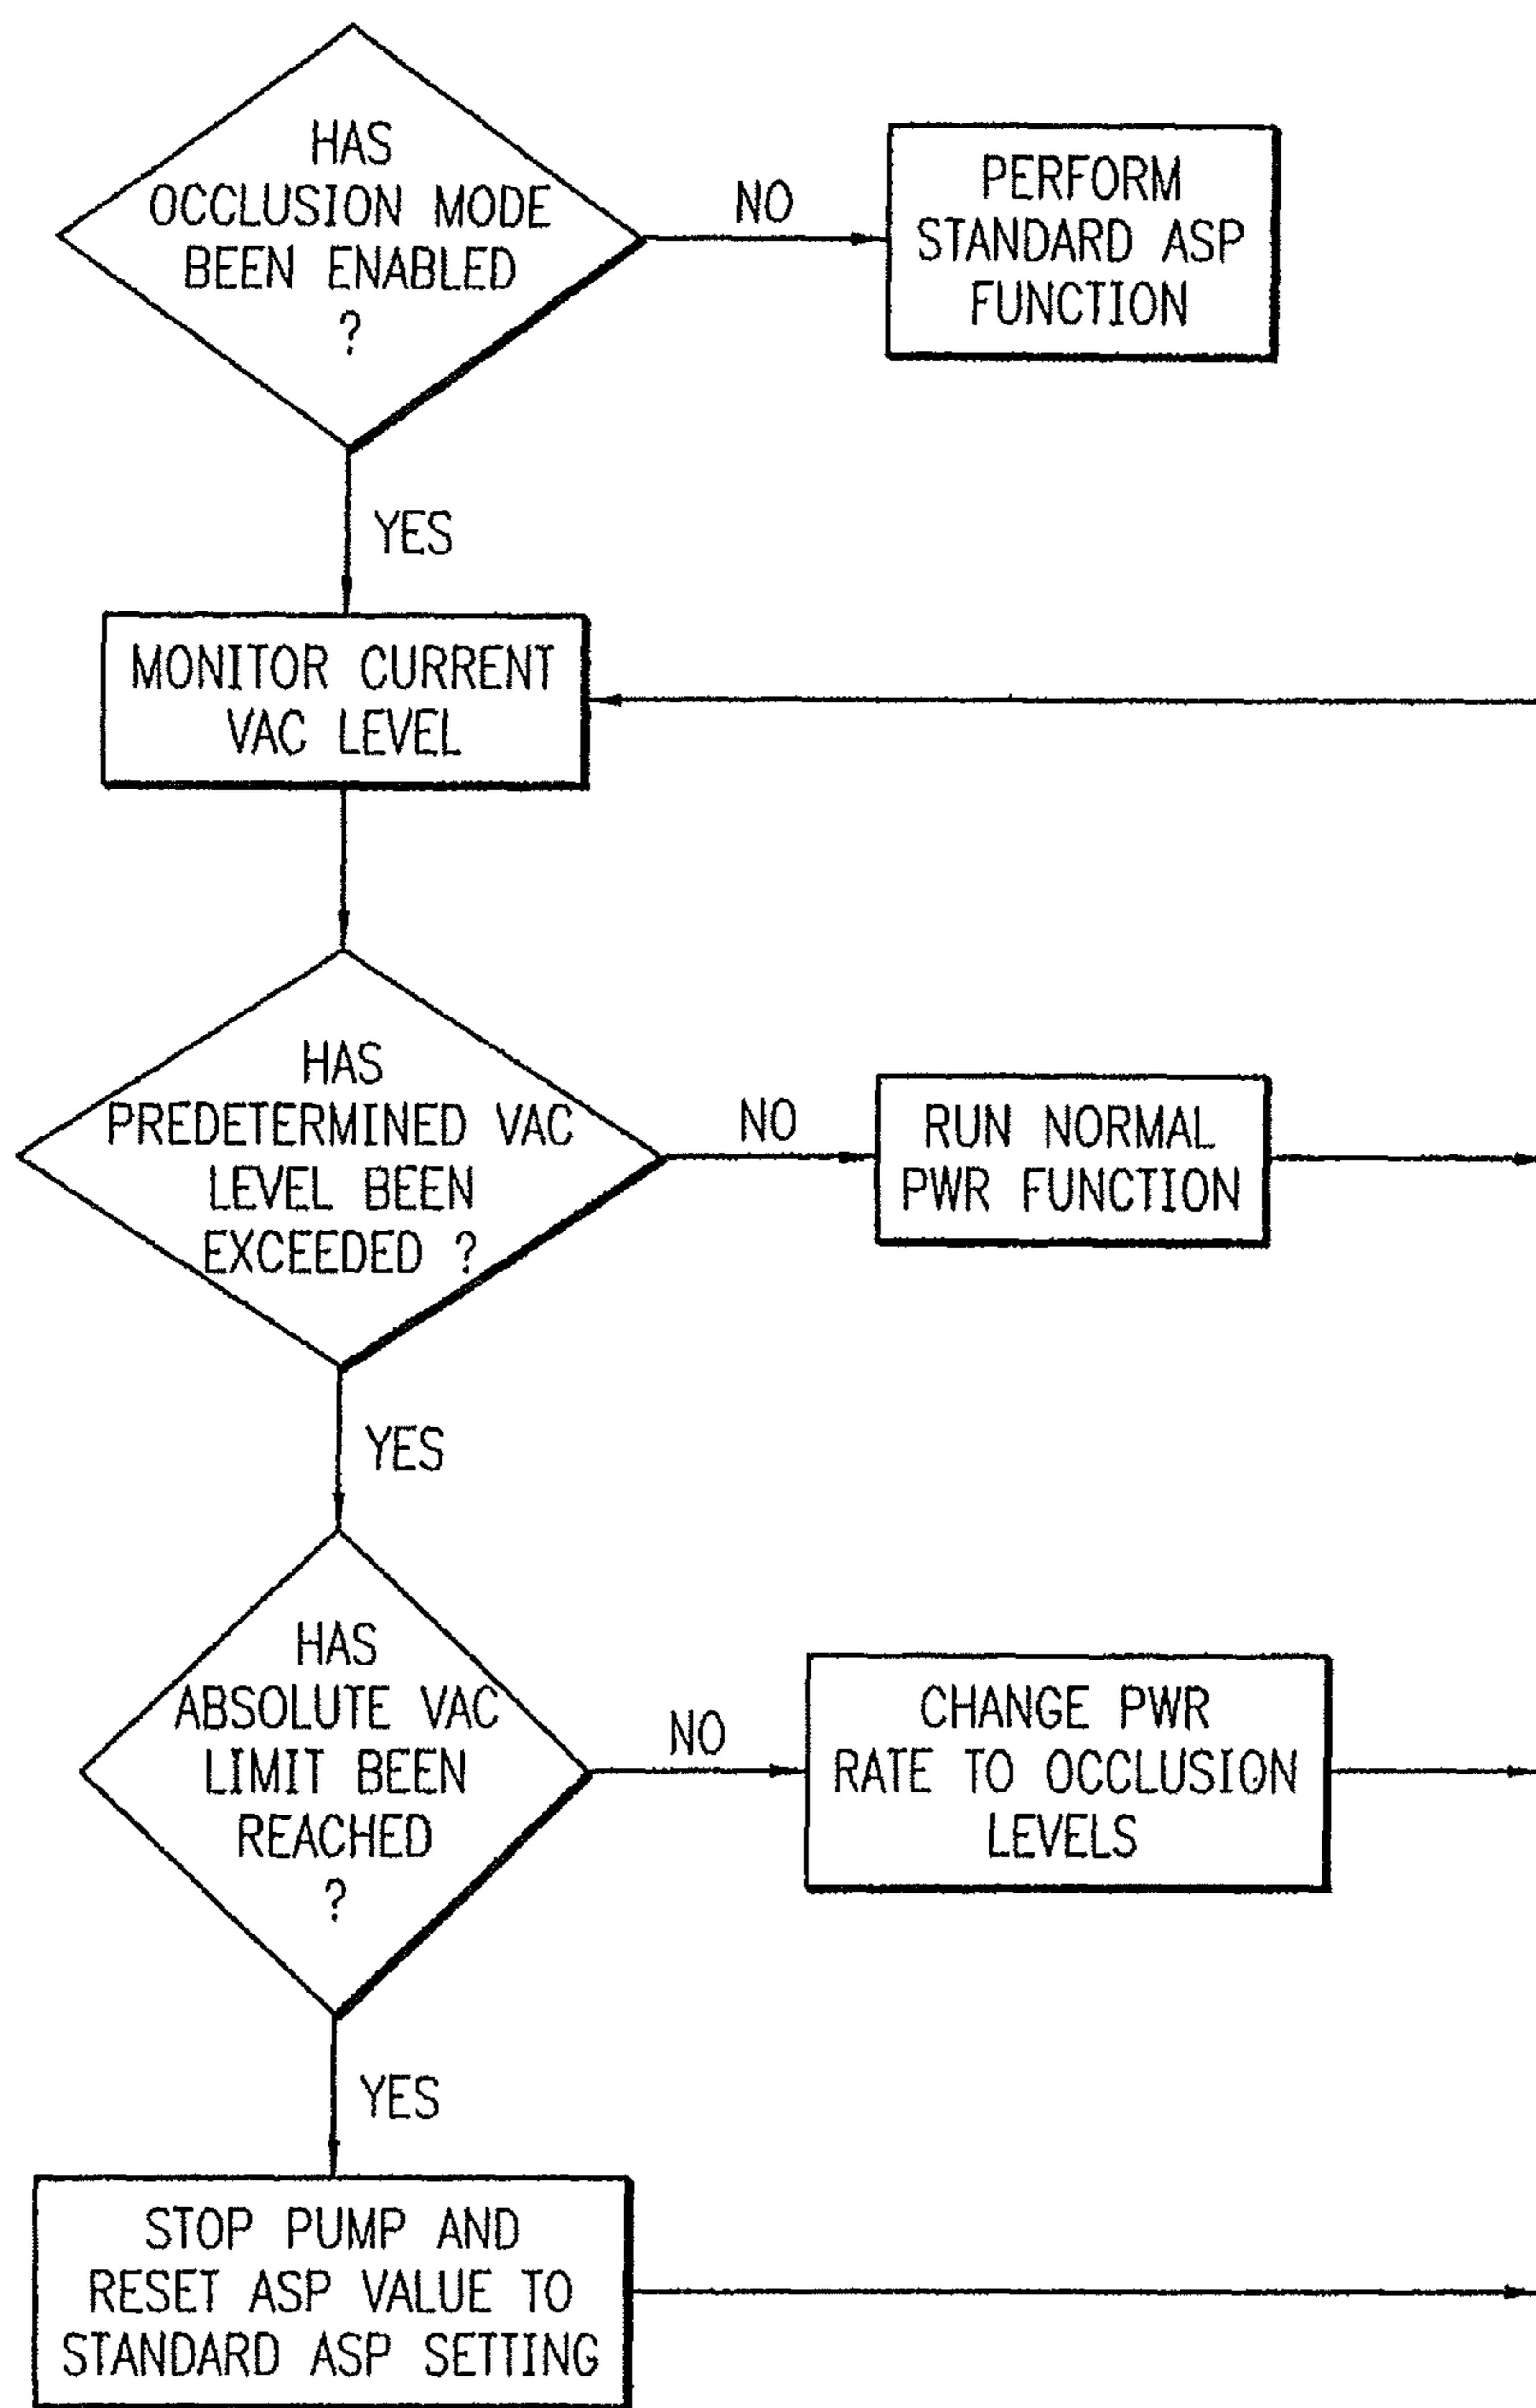 HAS
OCCLUSION MODE
BEEN ENABLED
?
NO
PERFORM
STANDARD ASP
FUNCTION
YES
MONITOR CURRENT
VAC LEVEL
HAS
PREDETERMINED VAC
LEVEL BEEN
EXCEEDED ?
NO
RUN NORMAL
PWR FUNCTION
YES
HAS
ABSOLUTE VAC
LIMIT BEEN
REACHED
?
NO
CHANGE PWR
RATE TO OCCLUSION
LEVELS
YES
STOP PUMP AND
RESET ASP VALUE TO
STANDARD ASP SETTING